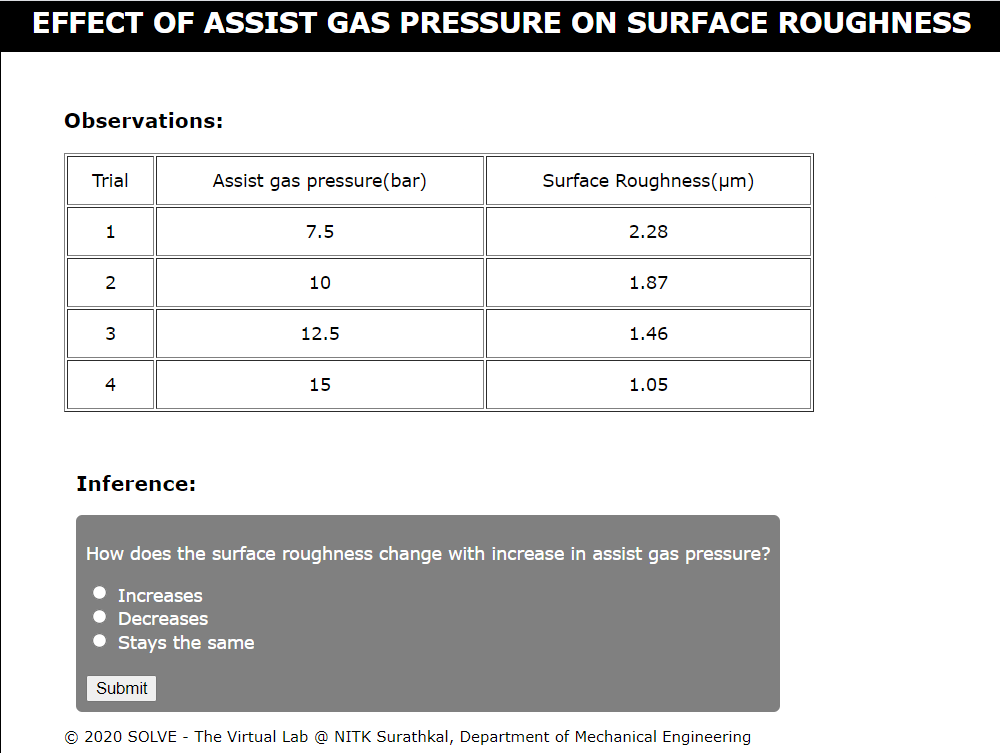 EFFECT OF ASSIST GAS PRESSURE ON SURFACE ROUGHNESS
Observations:
Trial Assist gas pressure(bar) Surface Roughness(μm)
1 7.5 2.28
2 10 1.87
3 12.5 1.46
4 15 1.05
Inference:
How does the surface roughness change with increase in assist gas pressure?
Increases
Decreases
Stays the same
Submit
© 2020 SOLVE - The Virtual Lab @ NITK Surathkal, Department of Mechanical Engineering